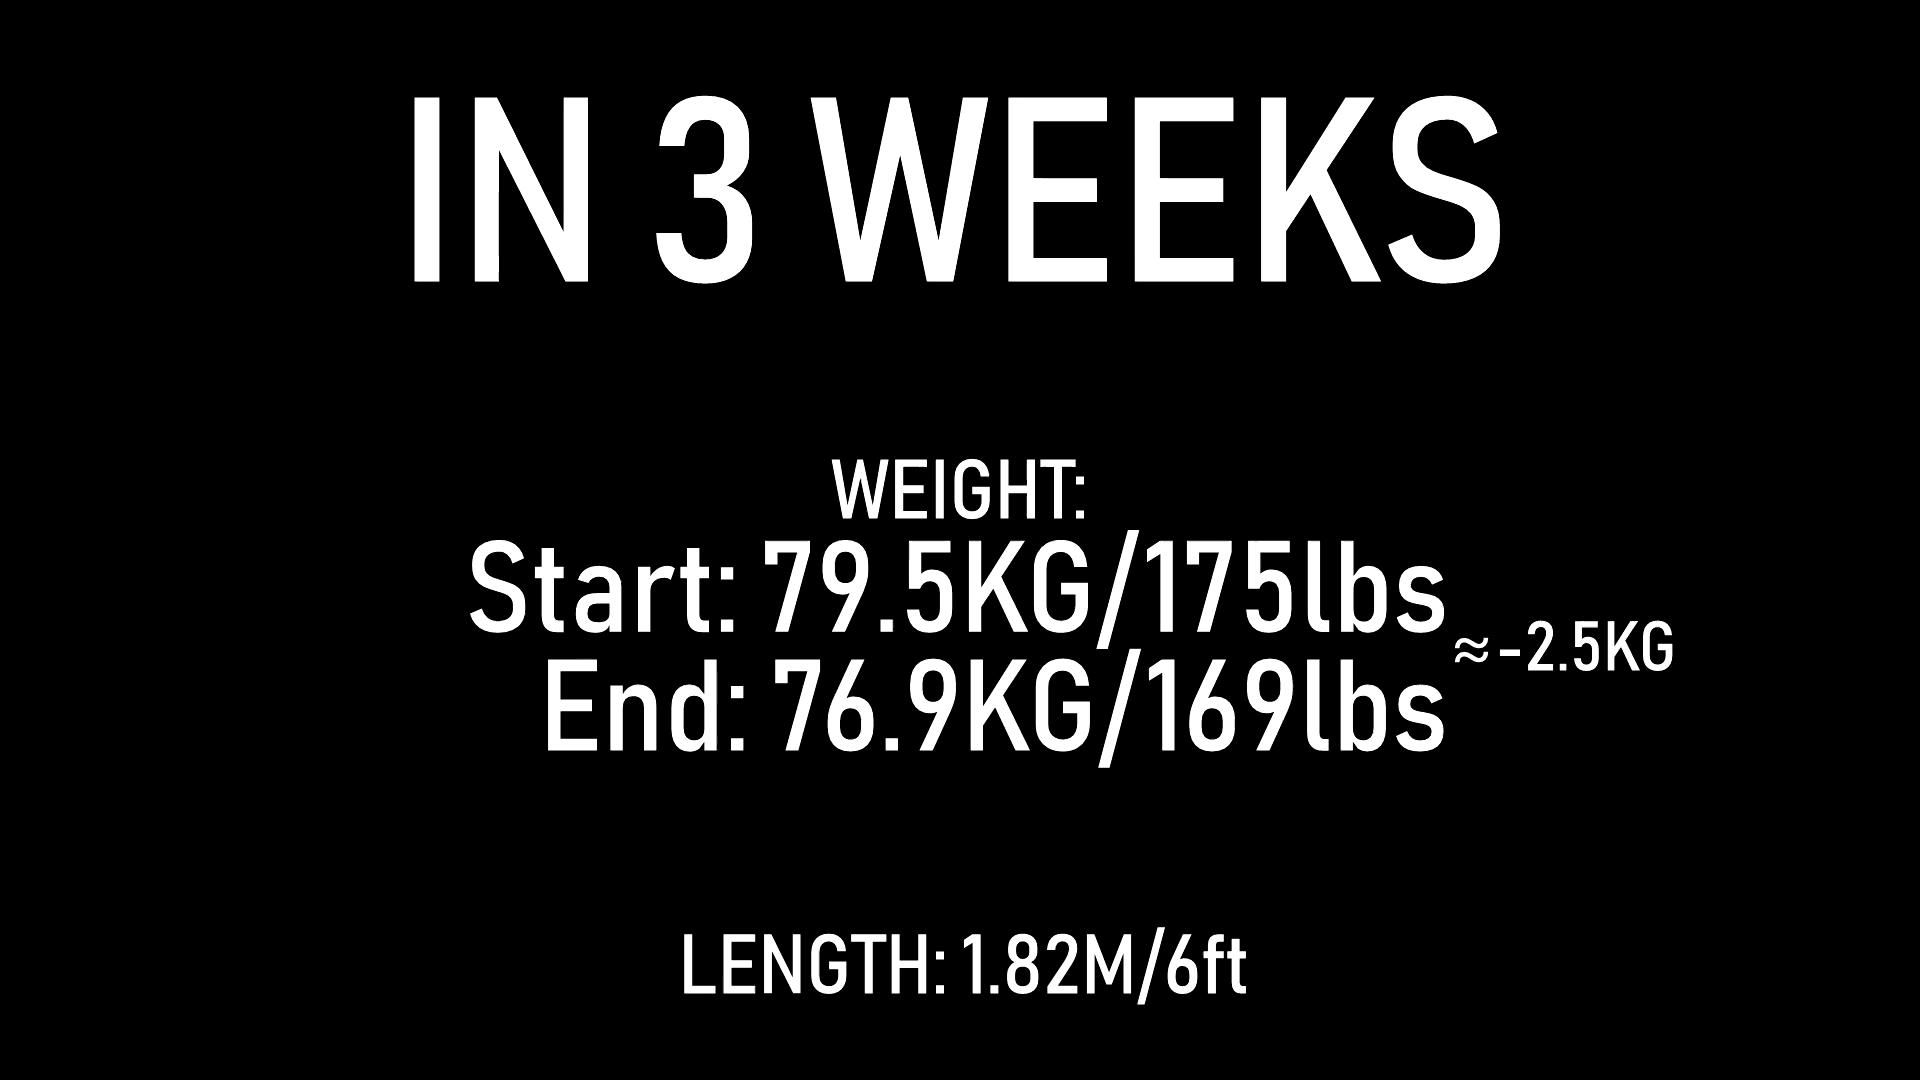 IN 3 WEEKS
WEIGHT:
Start: 79.5KG/175lbs
≈-2.5KG
End: 76.9KG/169lbs
LENGTH: 1.82M/6ft